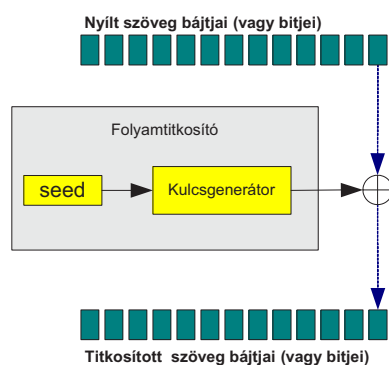 Nyílt szöveg bájtjai (vagy bitjei)
Folyamtitkosító
seed
Kulcsgenerátor
Titkosított szöveg bájtjai (vagy bitjei)